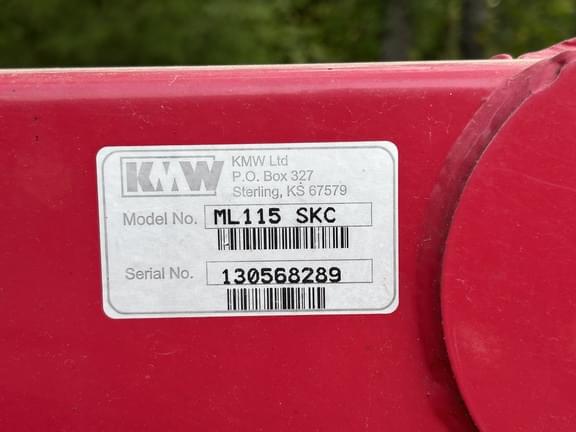 KMW
KMW Ltd
P.O. Box 327
Sterling, KS 67579
Model No. ML115 SKC
Serial No. 130568289